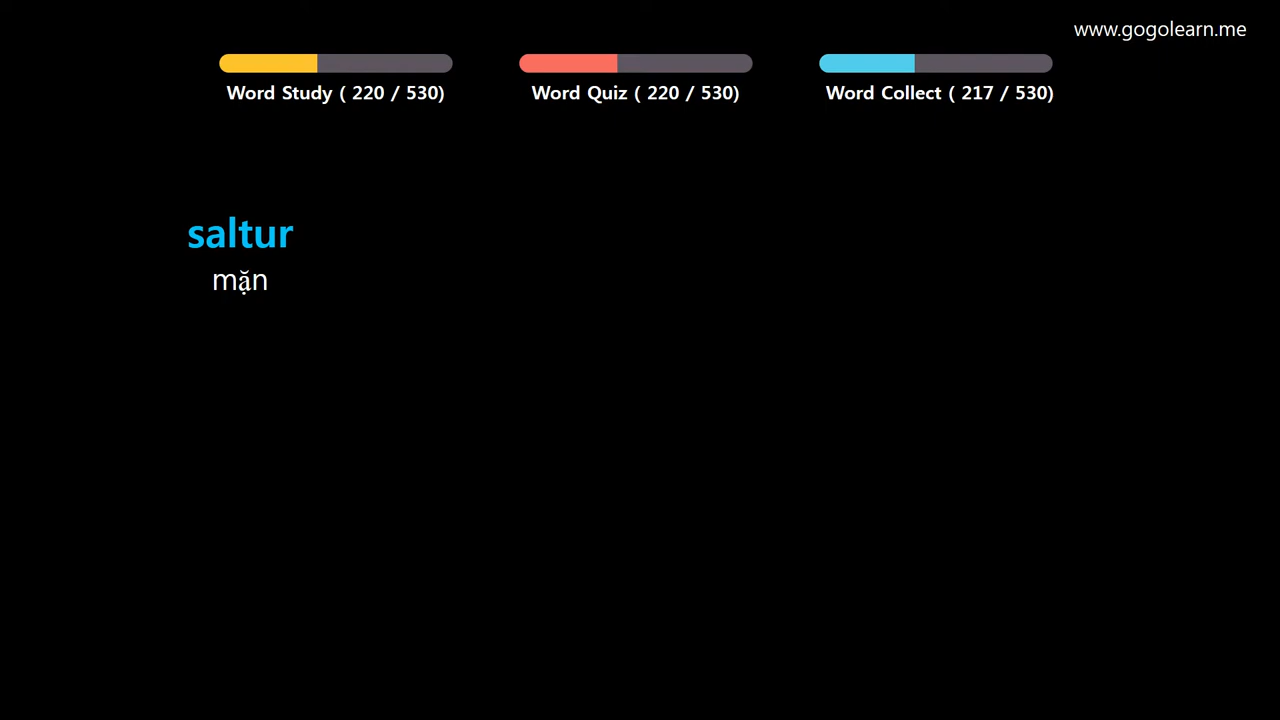 www.gogolearn.me
Word Study ( 220 / 530)
Word Quiz ( 220 / 530)
Word Collect ( 217 / 530)
saltur
mặn